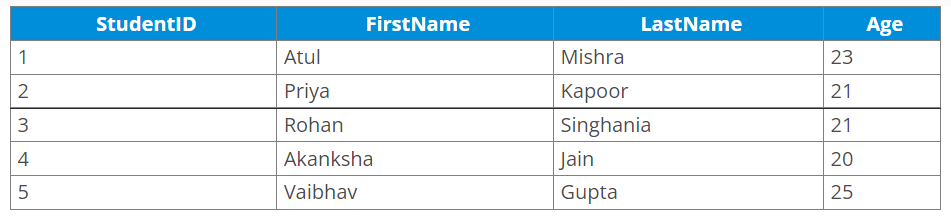 StudentID FirstName LastName Age
1 Atul Mishra 23
2 Priya Kapoor 21
3 Rohan Singhania 21
4 Akanksha Jain 20
5 Vaibhav Gupta 25